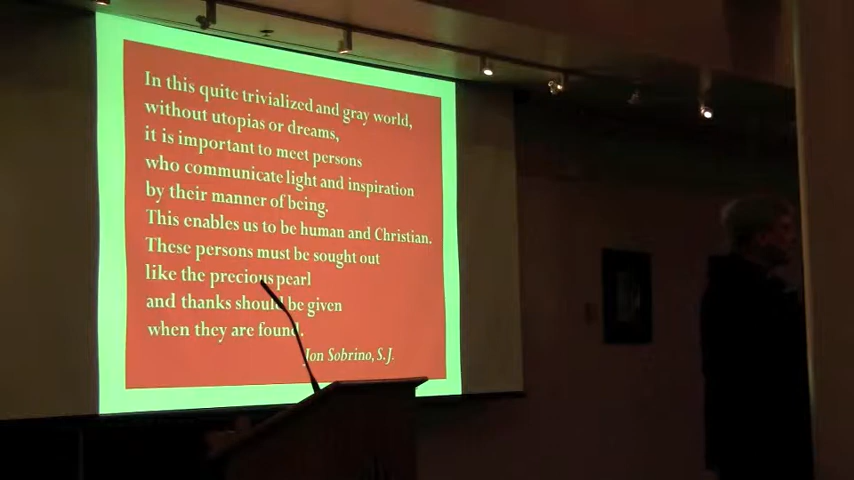 In this quite trivialized and gray world,
without utopias or dreams,
it is important to meet persons
who communicate light and inspiration
by their manner of being.
This enables us to be human and Christian.
These persons must be sought out
like the precious pearl
and thanks should be given
when they are found.
Jon Sobrino, S.J.